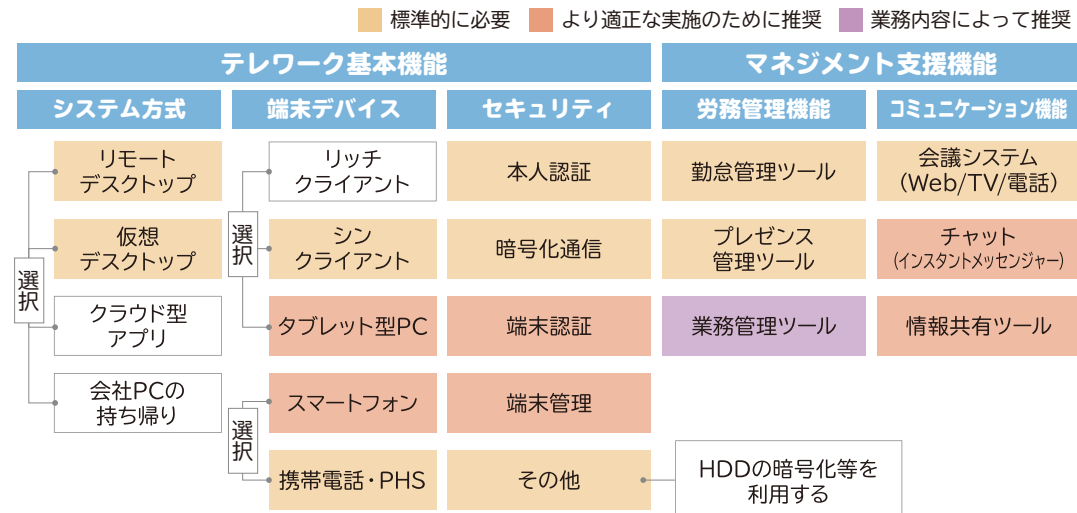 標準的に必要
より適正な実施のために推奨
業務内容によって推奨
テレワーク基本機能
マネジメント支援機能
システム方式
端末デバイス
セキュリティ
労務管理機能
コミュニケーション機能
選択
リモート
デスクトップ
仮想
デスクトップ
クラウド型
アプリ
会社PCの
持ち帰り
選択
リッチ
クライアント
シン
クライアント
タブレット型PC
選択
スマートフォン
携帯電話・PHS
本人認証
暗号化通信
端末認証
端末管理
その他
HDDの暗号化等を
利用する
勤怠管理ツール
プレゼンス
管理ツール
業務管理ツール
会議システム
（Web/TV/電話）
チャット
（インスタントメッセンジャー）
情報共有ツール